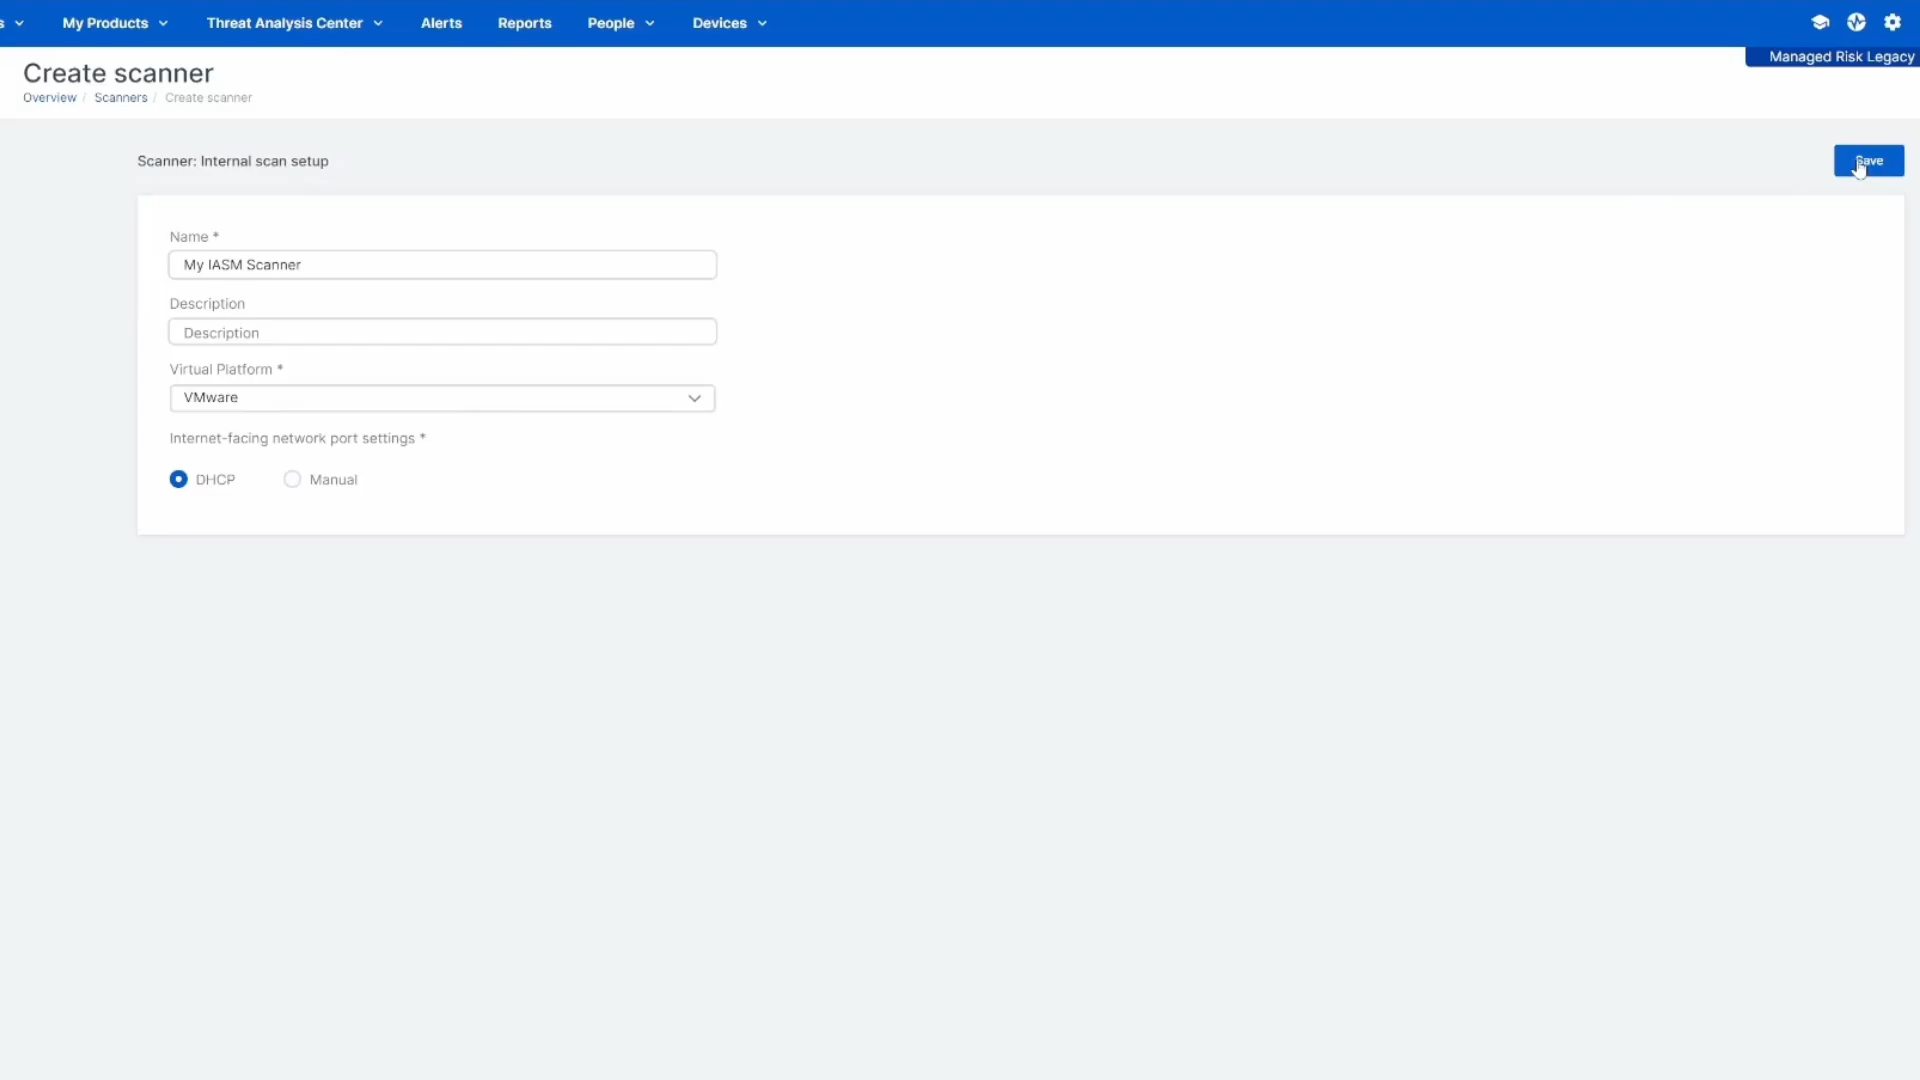 s My Products Threat Analysis Center Alerts Reports People Devices
Managed Risk Legacy
Create scanner
Overview / Scanners / Create scanner
Scanner: Internal scan setup
Save
Name *
My IASM Scanner
Description
Description
Virtual Platform *
VMware
Internet-facing network port settings *
DHCP Manual